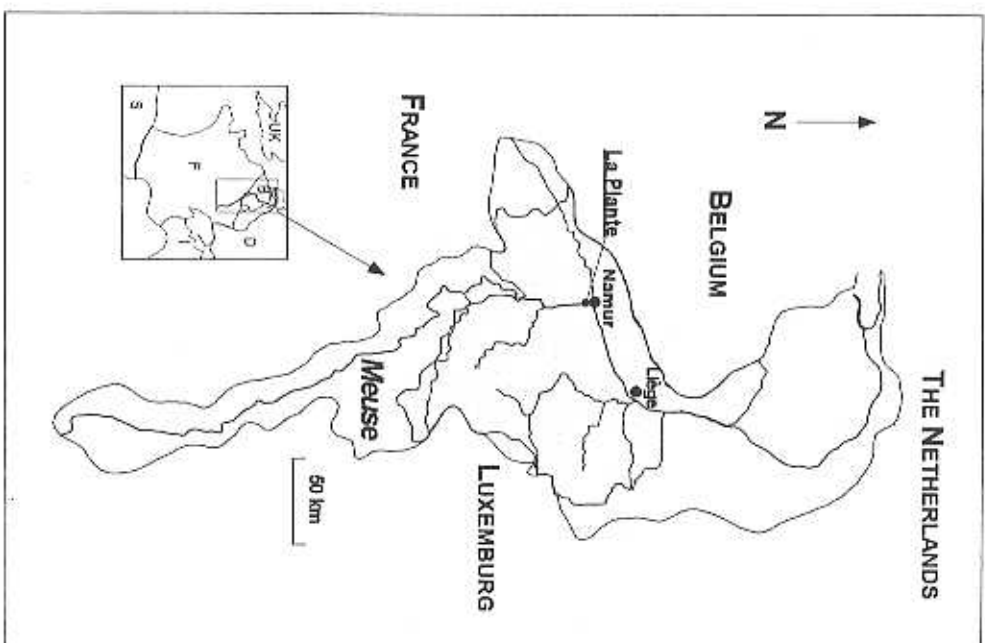 THE NETHERLANDS
N
BELGIUM
La Plante
Namur
Liège
FRANCE
LUXEMBURG
Meuse
50 km
UK
B
D
F
I
S